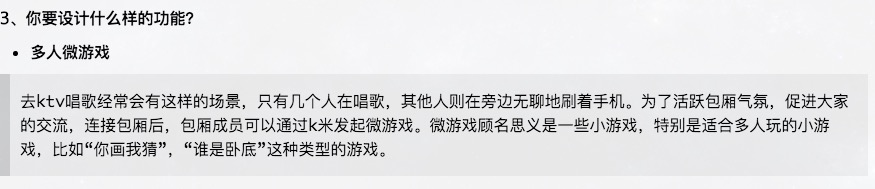 3、你要设计什么样的功能?
• 多人微游戏
去ktv唱歌经常会有这样的场景，只有几个人在唱歌，其他人则在旁边无聊地刷着手机。为了活跃包厢气氛，促进大家
的交流，连接包厢后，包厢成员可以通过k米发起微游戏。微游戏顾名思义是一些小游戏，特别是适合多人玩的小游
戏，比如“你画我猜”，“谁是卧底”这种类型的游戏。